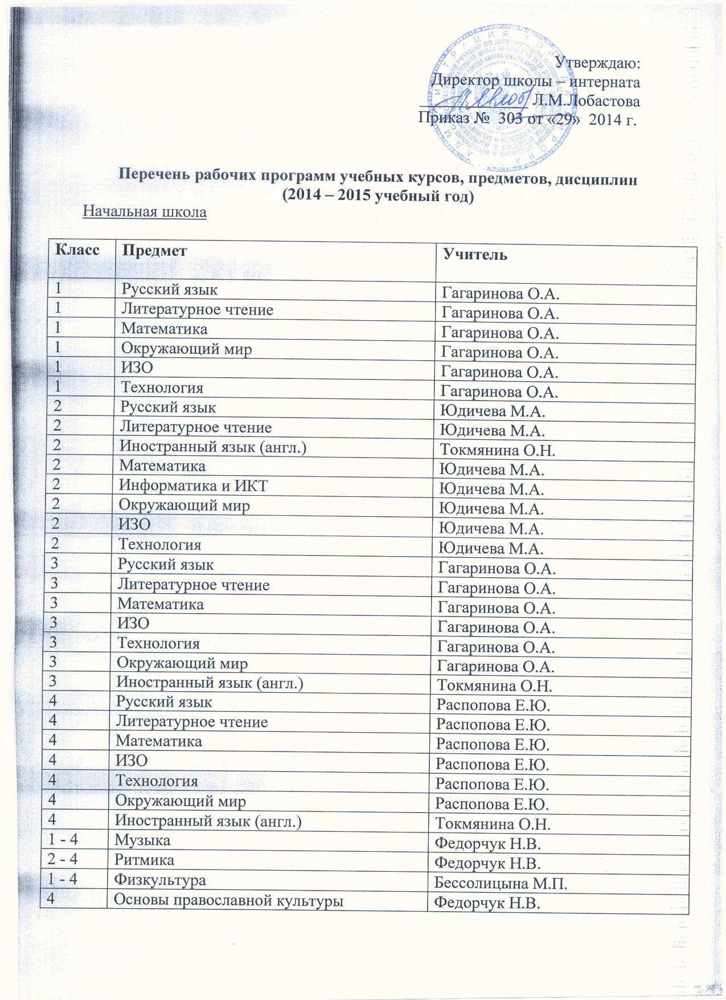 Утверждаю:
Директор школы – интерната
Л.М.Лобастова
Приказ № 303 от «29» 2014 г.
Перечень рабочих программ учебных курсов, предметов, дисциплин
(2014 – 2015 учебный год)
Начальная школа
Класс Предмет Учитель
1 Русский язык Гагаринова О.А.
1 Литературное чтение Гагаринова О.А.
1 Математика Гагаринова О.А.
1 Окружающий мир Гагаринова О.А.
1 ИЗО Гагаринова О.А.
1 Технология Гагаринова О.А.
2 Русский язык Юдичева М.А.
2 Литературное чтение Юдичева М.А.
2 Иностранный язык (англ.) Токмянина О.Н.
2 Математика Юдичева М.А.
2 Информатика и ИКТ Юдичева М.А.
2 Окружающий мир Юдичева М.А.
2 ИЗО Юдичева М.А.
2 Технология Юдичева М.А.
3 Русский язык Гагаринова О.А.
3 Литературное чтение Гагаринова О.А.
3 Математика Гагаринова О.А.
3 ИЗО Гагаринова О.А.
3 Технология Гагаринова О.А.
3 Окружающий мир Гагаринова О.А.
3 Иностранный язык (англ.) Токмянина О.Н.
4 Русский язык Распопова Е.Ю.
4 Литературное чтение Распопова Е.Ю.
4 Математика Распопова Е.Ю.
4 ИЗО Распопова Е.Ю.
4 Технология Распопова Е.Ю.
4 Окружающий мир Распопова Е.Ю.
4 Иностранный язык (англ.) Токмянина О.Н.
1 - 4 Музыка Федорчук Н.В.
2 - 4 Ритмика Федорчук Н.В.
1 - 4 Физкультура Бессолицына М.П.
4 Основы православной культуры Федорчук Н.В.